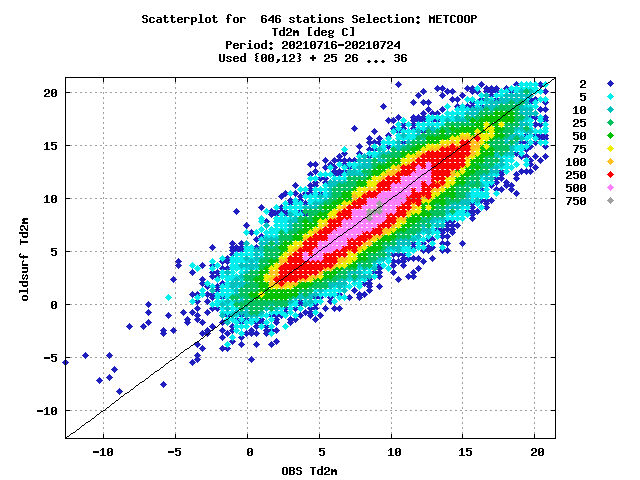 Scatterplot for  646 stations Selection: METCOOP
Td2m [deg C]
Period: 20210716-20210724
Used {00,12} + 25 26 ... 36
20
15
10
5
0
-5
-10
oldsurf Td2m
-10 -5 0 5 10 15 20
OBS Td2m
2
5
10
25
50
75
100
250
500
750